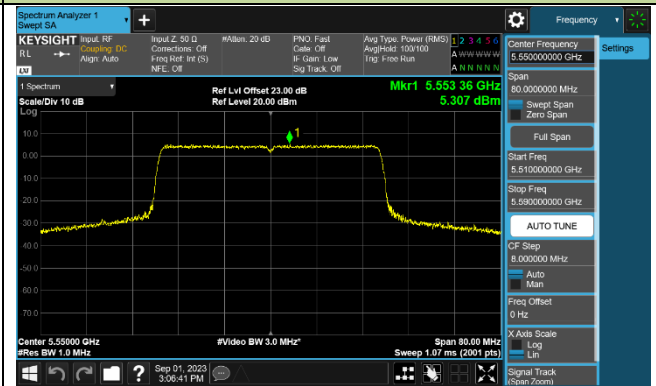 Spectrum Analyzer 1
Swept SA
+
Frequency
KEYSIGHT
RL
LXI
Input: RF
Coupling: DC
Align: Auto
Input Z: 50 Ω
Corrections: Off
Freq Ref: Int (S)
NFE: Off
#Atten: 20 dB
PNO: Fast
Gate: Off
IF Gain: Low
Sig Track: Off
Avg Type: Power (RMS)
Avg|Hold: 100/100
Trig: Free Run
1 2 3 4 5 6
A W W W W W
A N N N N N
1 Spectrum
Scale/Div 10 dB
Log
Ref Lvl Offset 23.00 dB
Ref Level 20.00 dBm
Mkr1 5.553 36 GHz
5.307 dBm
1
10.0
0.00
-10.0
-20.0
-30.0
-40.0
-50.0
-60.0
-70.0
Center 5.55000 GHz
#Res BW 1.0 MHz
#Video BW 3.0 MHz*
Span 80.00 MHz
Sweep 1.07 ms (2001 pts)
Sep 01, 2023
3:06:41 PM
?
Center Frequency
5.550000000 GHz
Settings
Span
80.0000000 MHz
Swept Span
Zero Span
Full Span
Start Freq
5.510000000 GHz
Stop Freq
5.590000000 GHz
AUTO TUNE
CF Step
8.000000 MHz
Auto
Man
Freq Offset
0 Hz
X Axis Scale
Log
Lin
Signal Track
(Span Zoom)